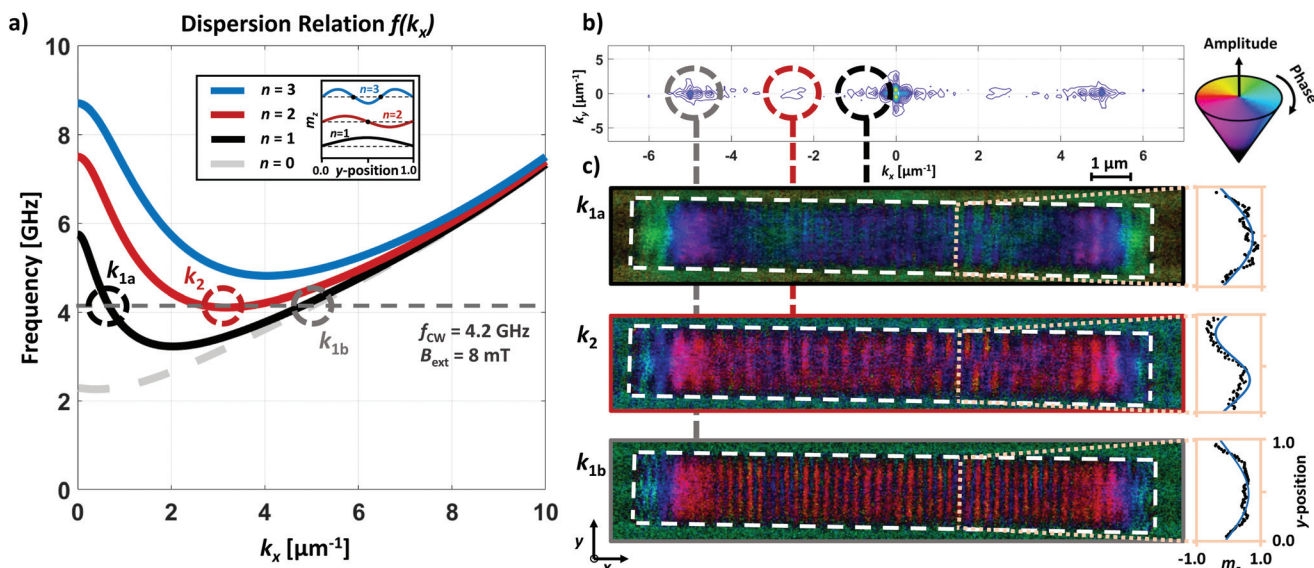 a)
Dispersion Relation f(kx)
10
8
6
4
2
0
Frequency [GHz]
n = 3
n = 2
n = 1
n = 0
mz
n=3
n=2
n=1
0.0
1.0
y-position
k1a
k2
k1b
fCW = 4.2 GHz
Bext = 8 mT
0 2 4 6 8 10
kx [µm-1]
b)
ky [µm-1]
5
0
-5
-6 -4 -2 0 2 4 6
kx [µm-1]
Amplitude
Phase
1 µm
c)
k1a
k2
k1b
y
x
1.0
y-position
0.0
-1.0
1.0